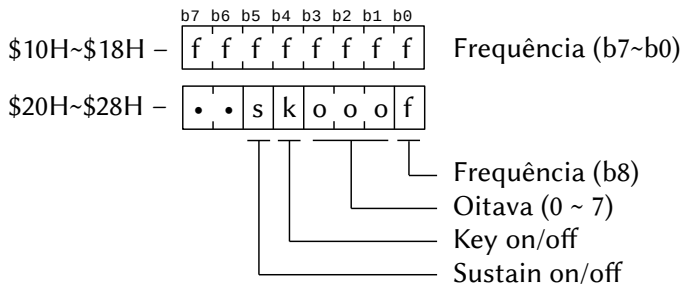 b7 b6 b5 b4 b3 b2 b1 b0
$10H~$18H – f f f f f f f f Frequência (b7~b0)
$20H~$28H – • • s k o o o f
Frequência (b8)
Oitava (0 ~ 7)
Key on/off
Sustain on/off